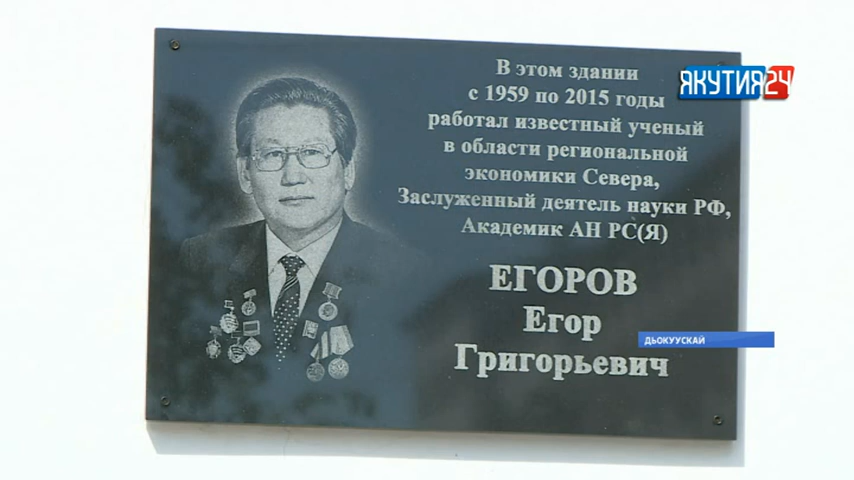 В этом здании
с 1959 по 2015 годы
работал известный ученый
в области региональной
экономики Севера,
Заслуженный деятель науки РФ,
Академик АН РС(Я)
ЕГОРОВ
Егор
Григорьевич
ЯКУТИЯ24
ДЬОКУУСКАЙ